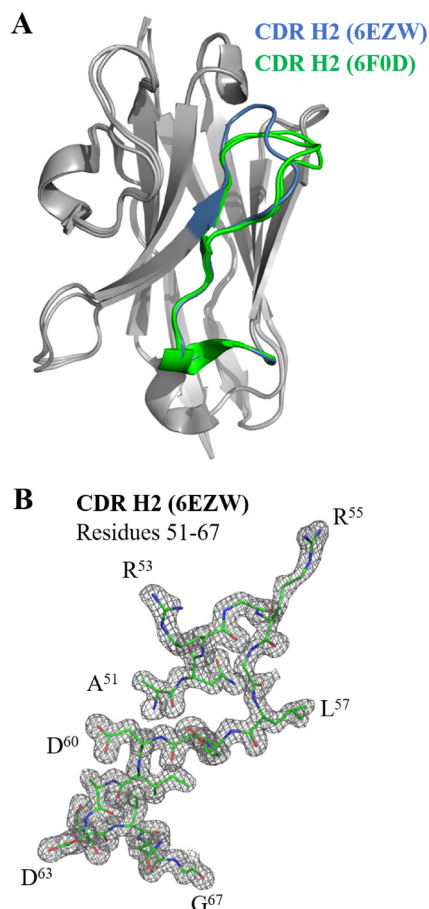 A
CDR H2 (6EZW)
CDR H2 (6F0D)
B CDR H2 (6EZW)
Residues 51-67
R⁵⁵
R⁵³
A⁵¹
L⁵⁷
D⁶⁰
D⁶³
G⁶⁷